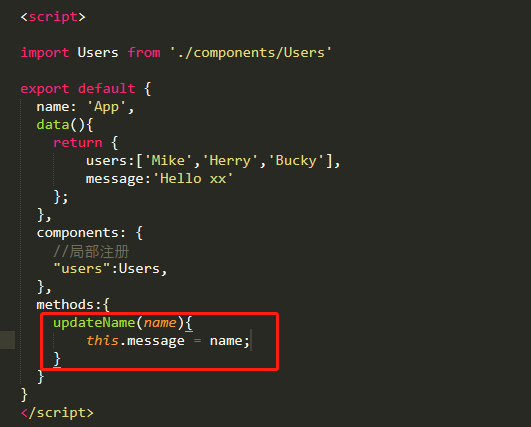 <script>
import Users from './components/Users'
export default {
name: 'App',
data(){
return {
users:['Mike','Herry','Bucky'],
message:'Hello xx'
};
},
components: {
//局部注册
"users":Users,
},
methods:{
updateName(name){
this.message = name;
}
}
}
</script>